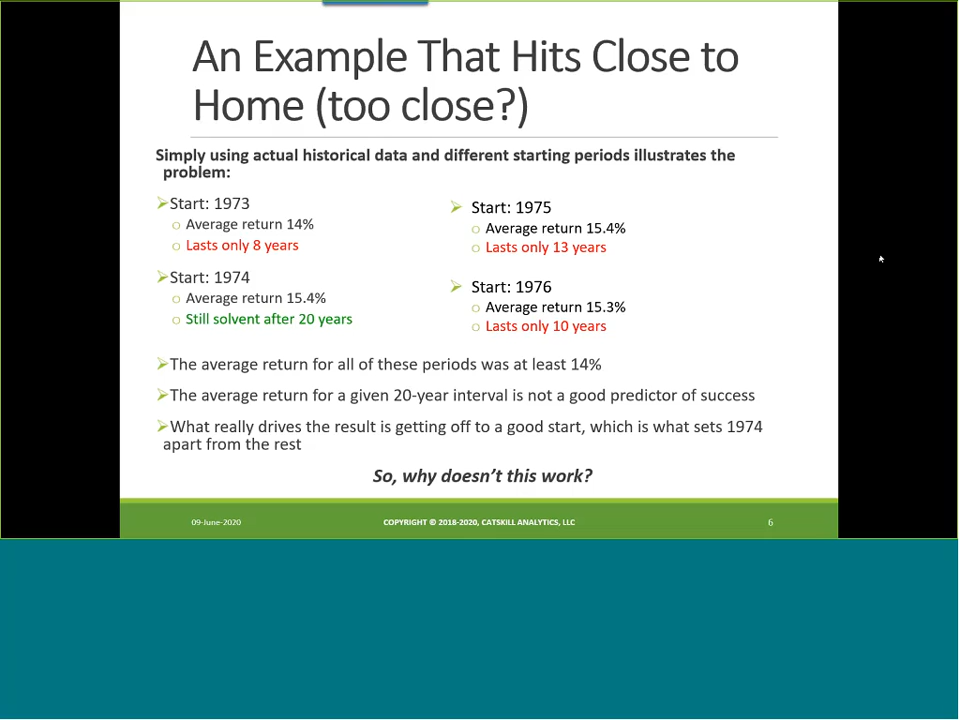 An Example That Hits Close to
Home (too close?)
Simply using actual historical data and different starting periods illustrates the
problem:
Start: 1973
o Average return 14%
o Lasts only 8 years
Start: 1974
o Average return 15.4%
o Still solvent after 20 years
Start: 1975
o Average return 15.4%
o Lasts only 13 years
Start: 1976
o Average return 15.3%
o Lasts only 10 years
The average return for all of these periods was at least 14%
The average return for a given 20-year interval is not a good predictor of success
What really drives the result is getting off to a good start, which is what sets 1974
apart from the rest
So, why doesn’t this work?
09-June-2020
COPYRIGHT © 2018-2020, CATSKILL ANALYTICS, LLC
6